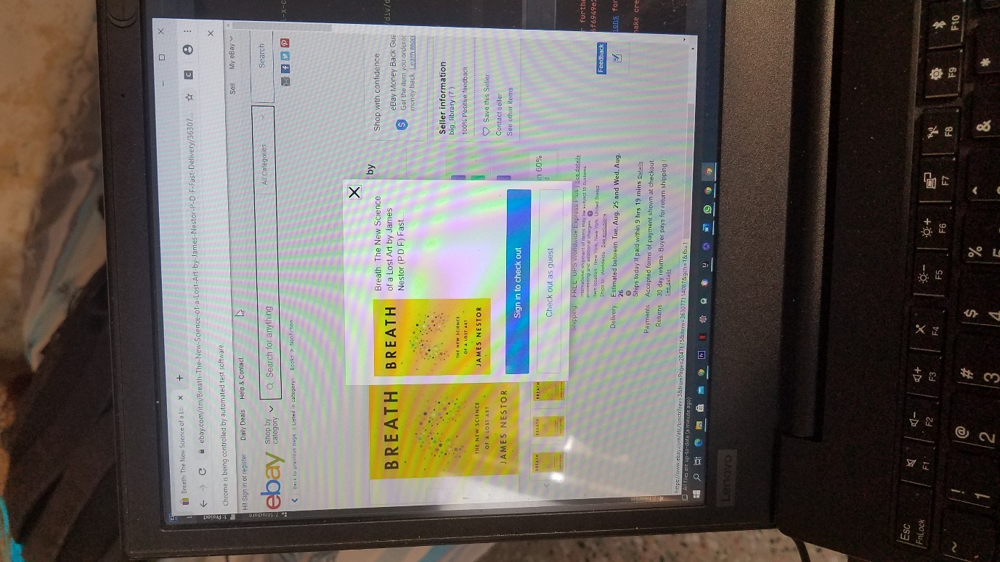 Breath: The New Science of a Lo
ebay.com/itm/Breath-The-New-Science-of-a-Lost-Art-by-James-Nestor-P-D-F-Fast-Delivery/36307...
Chrome is being controlled by automated test software.
Hi! Sign in or register Daily Deals Help & Contact Sell My eBay
ebay Shop by category Search for anything All Categories Search
Back to previous page | Listed in category: Books > Nonfiction
by
BREATH
THE NEW SCIENCE
OF A LOST ART
JAMES NESTOR
Breath The New Science
of a Lost Art by James
Nestor (P D F) Fast...
BREATH
THE NEW SCIENCE
OF A LOST ART
JAMES NESTOR
Sign in to check out
Check out as guest
BREATH
BREATH
BREATH
Shop with confidence
eBay Money Back Gua
Get the item you ordered
money back. Learn more
Seller information
big_library (7 )
100% Positive feedback
Save this Seller
Contact seller
See other items
n 60%
Shipping FREE UPS Worldwide Express Plus | See details
International shipment of items may be subject to customs
processing and additional charges.
Item location: New York, New York, United States
Ships to: Worldwide See exclusions
Delivery Estimated between Tue. Aug. 25 and Wed. Aug.
26
Ships today if paid within 9 hrs 19 mins Details
Payments Accepted forms of payment shown at checkout
Returns 30 day returns. Buyer pays for return shipping |
See details
Feedback
All files are up-to-date (a minute ago)
1: Project
7: Structure
2: Favorites
Lenovo
Esc
FnLock
F1
F2
F3
F4
F5
F6
F7
F8
F9
F10
~
!
1
@
2
#
3
$
4
%
5
^
&
*